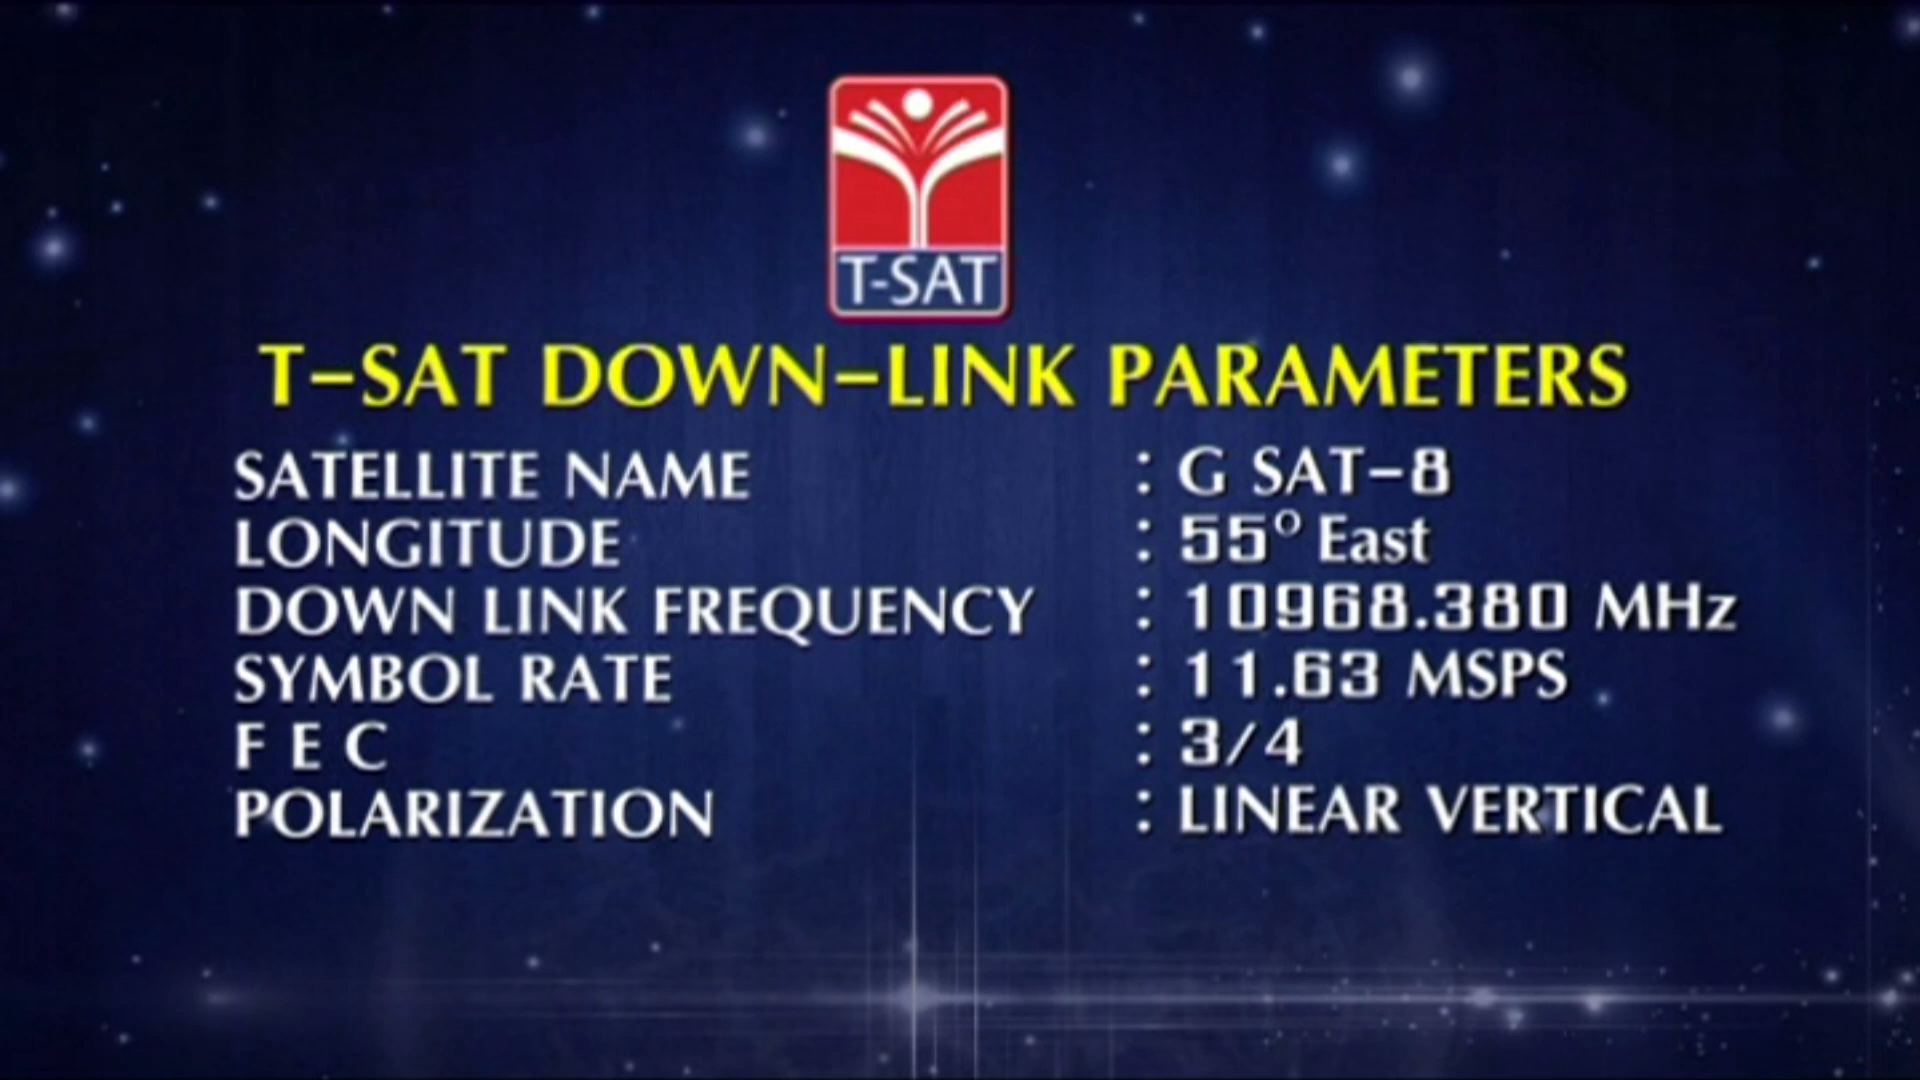 T-SAT
T-SAT DOWN-LINK PARAMETERS
SATELLITE NAME : G SAT-8
LONGITUDE : 55° East
DOWN LINK FREQUENCY : 10968.380 MHz
SYMBOL RATE : 11.63 MSPS
F E C : 3/4
POLARIZATION : LINEAR VERTICAL